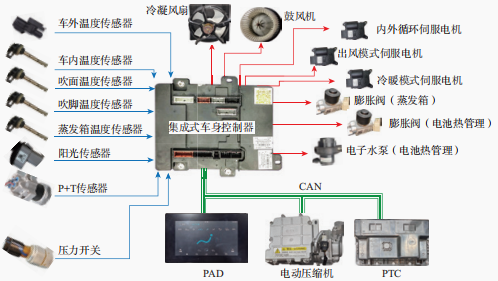 车外温度传感器
冷凝风扇
鼓风机
内外循环伺服电机
出风模式伺服电机
车内温度传感器
吹面温度传感器
冷暖模式伺服电机
吹脚温度传感器
膨胀阀（蒸发箱）
蒸发箱温度传感器
集成式车身控制器
膨胀阀（电池热管理）
阳光传感器
电子水泵（电池热管理）
P+T传感器
CAN
压力开关
PAD
电动压缩机
PTC